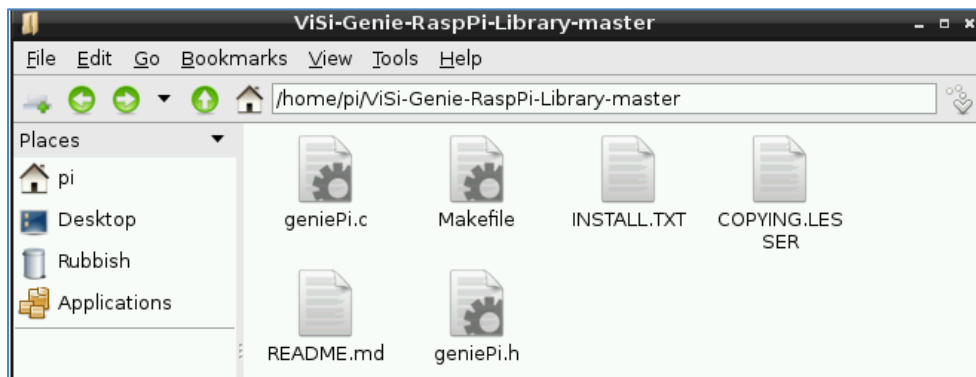 ViSi-Genie-RaspPi-Library-master
File Edit Go Bookmarks View Tools Help
/home/pi/ViSi-Genie-RaspPi-Library-master
Places
pi
Desktop
Rubbish
Applications
geniePi.c Makefile INSTALL.TXT COPYING.LES
SER
README.md geniePi.h